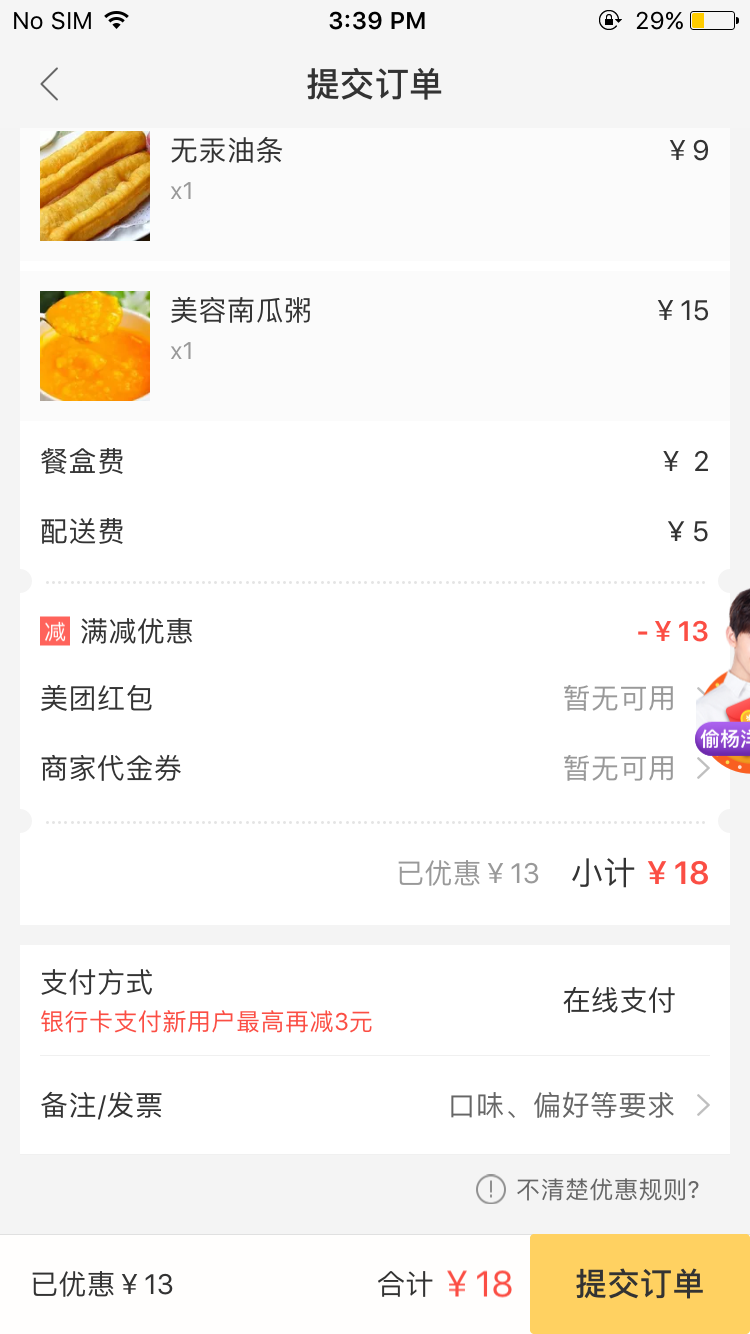 No SIM 3:39 PM 29%
提交订单
无汞油条 ¥9
x1
美容南瓜粥 ¥15
x1
餐盒费 ¥ 2
配送费 ¥5
减 满减优惠 -¥13
美团红包 暂无可用
偷杨洋
商家代金券 暂无可用
已优惠¥13 小计 ¥18
支付方式 在线支付
银行卡支付新用户最高再减3元
备注/发票 口味、偏好等要求
不清楚优惠规则?
已优惠¥13 合计 ¥18 提交订单